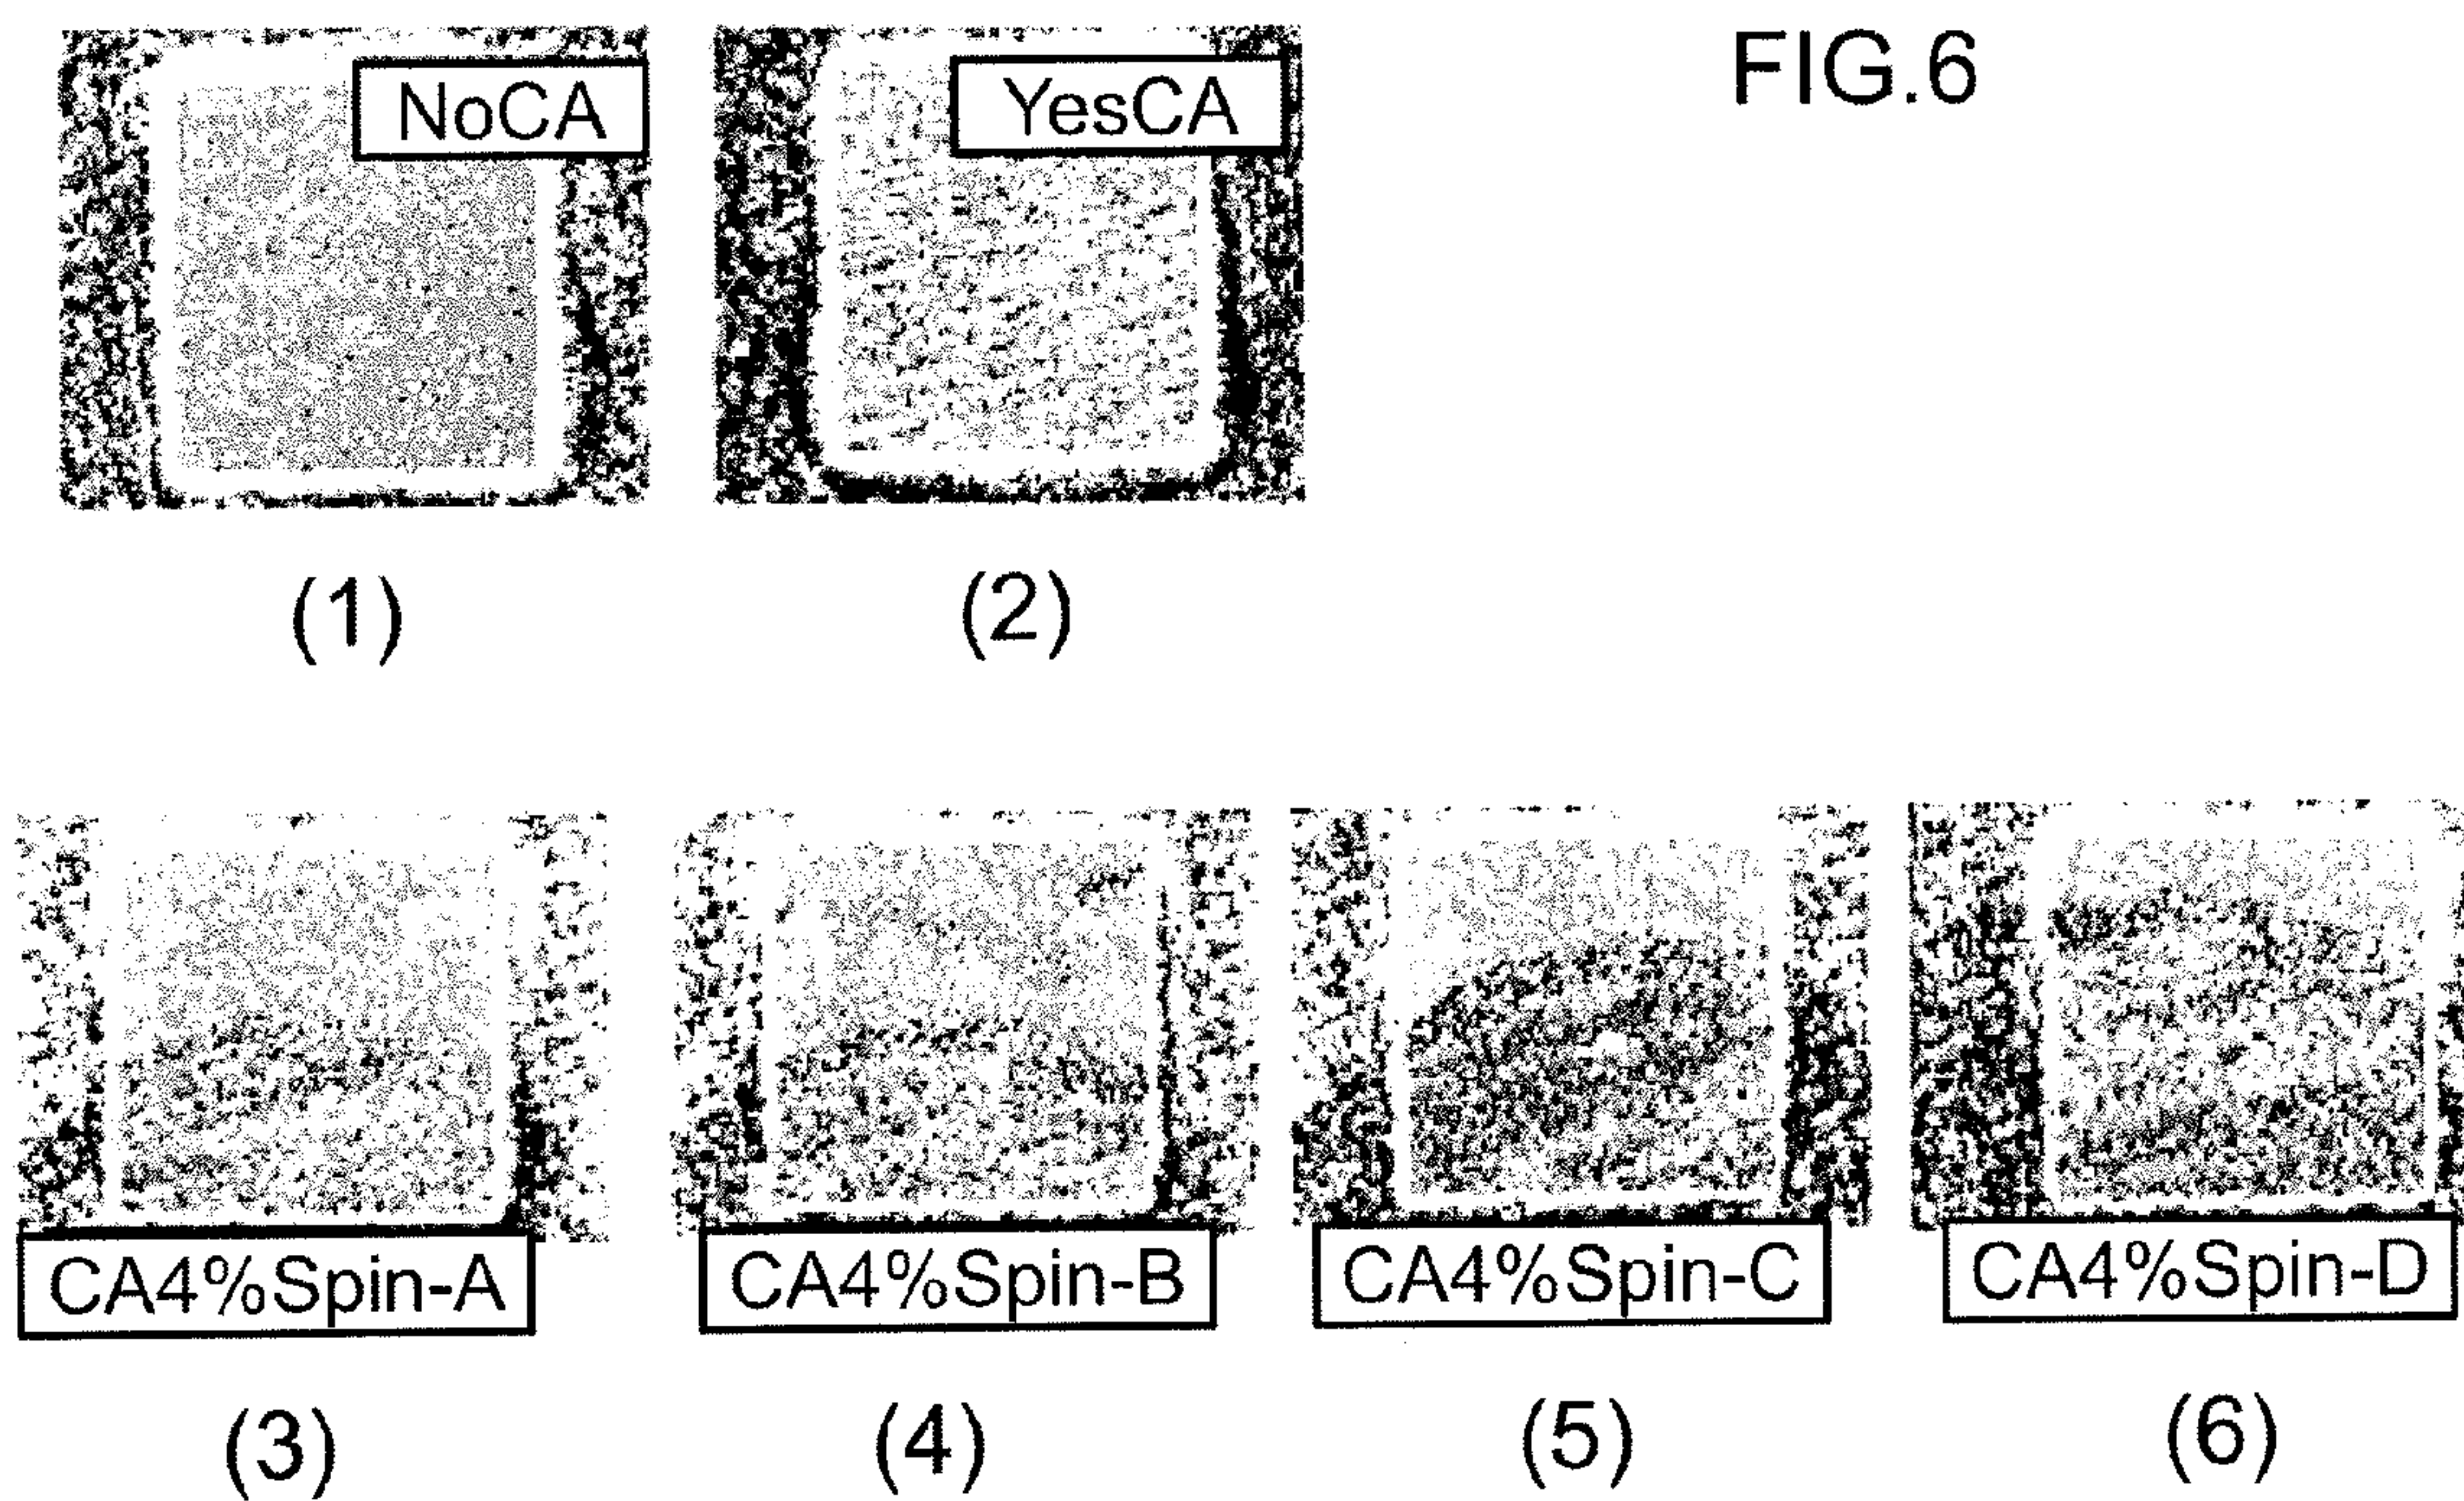 FIG.6
NoCA
YesCA
(1)
(2)
CA4%Spin-A
CA4%Spin-B
CA4%Spin-C
CA4%Spin-D
(3)
(4)
(5)
(6)